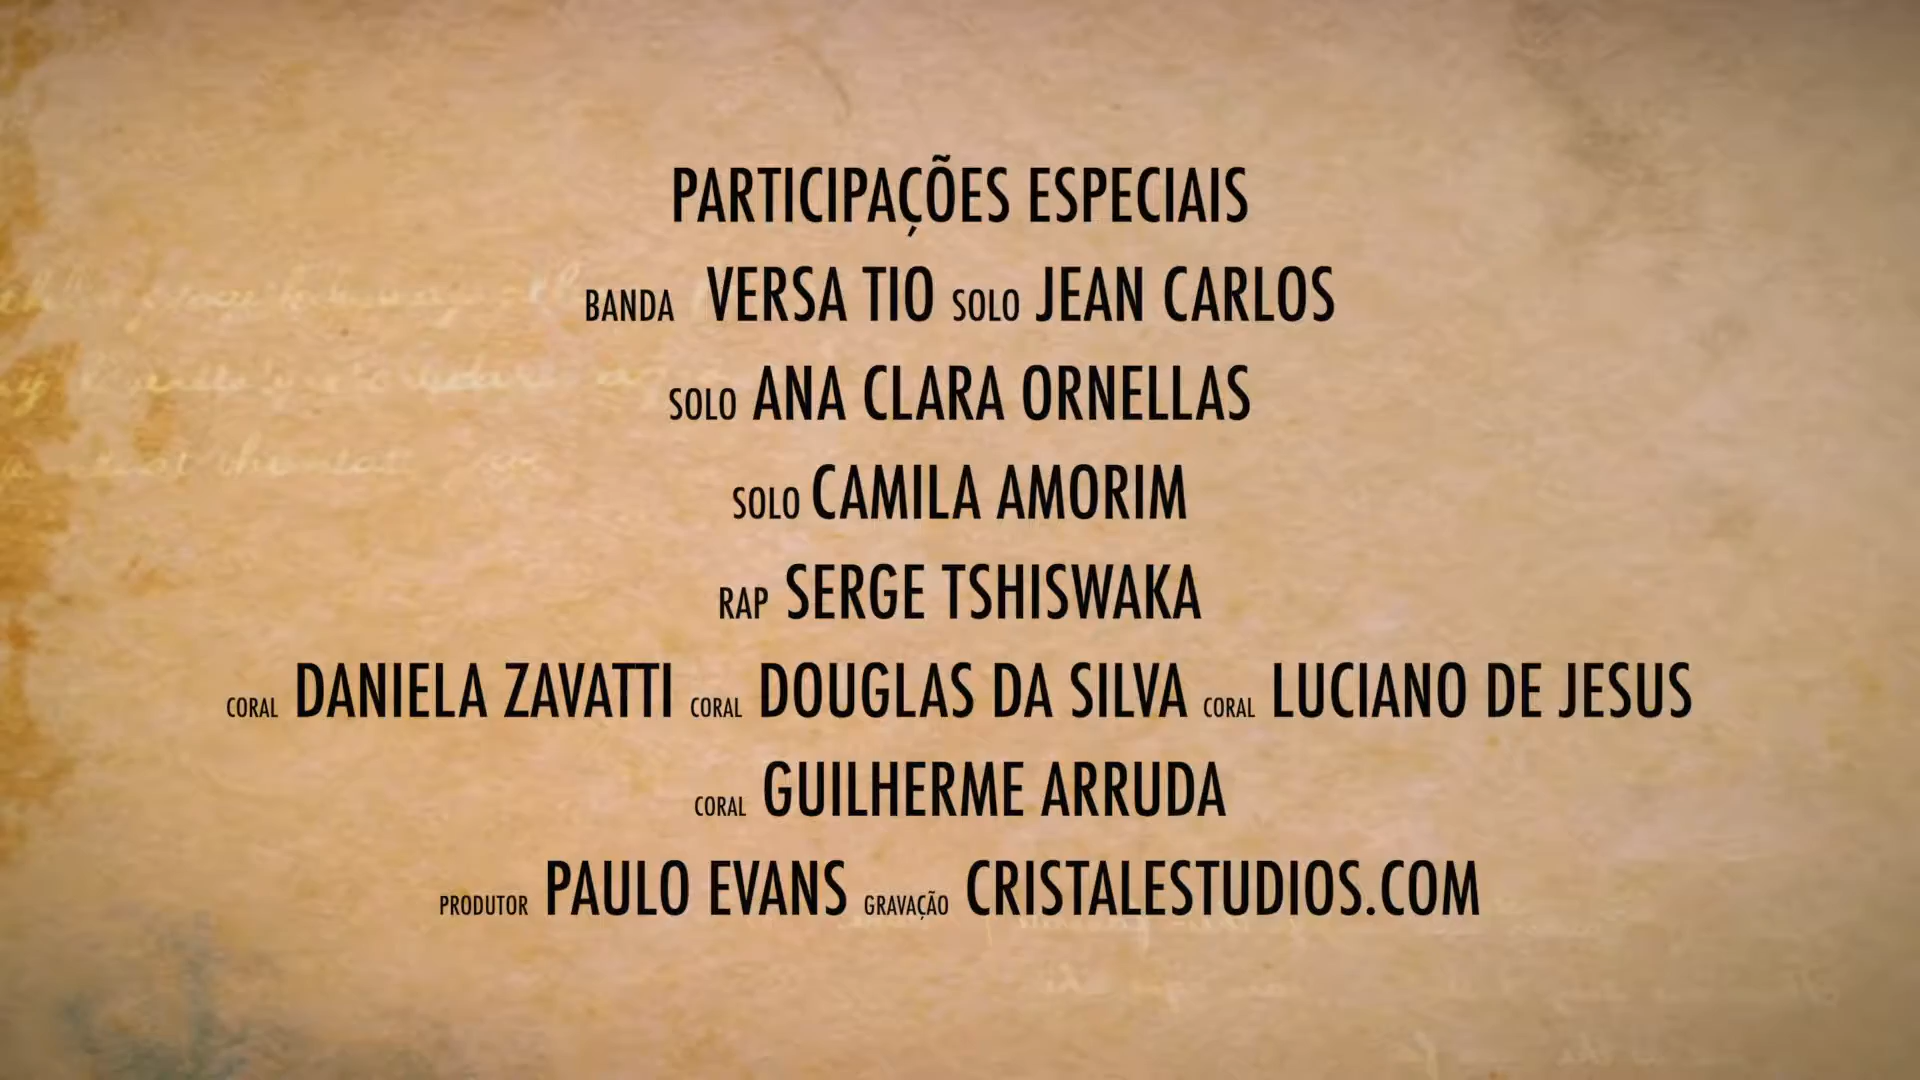 PARTICIPAÇÕES ESPECIAIS
BANDA VERSA TIO SOLO JEAN CARLOS
SOLO ANA CLARA ORNELLAS
SOLO CAMILA AMORIM
RAP SERGE TSHISWAKA
CORAL DANIELA ZAVATTI CORAL DOUGLAS DA SILVA CORAL LUCIANO DE JESUS
CORAL GUILHERME ARRUDA
PRODUTOR PAULO EVANS GRAVAÇÃO CRISTALESTUDIOS.COM